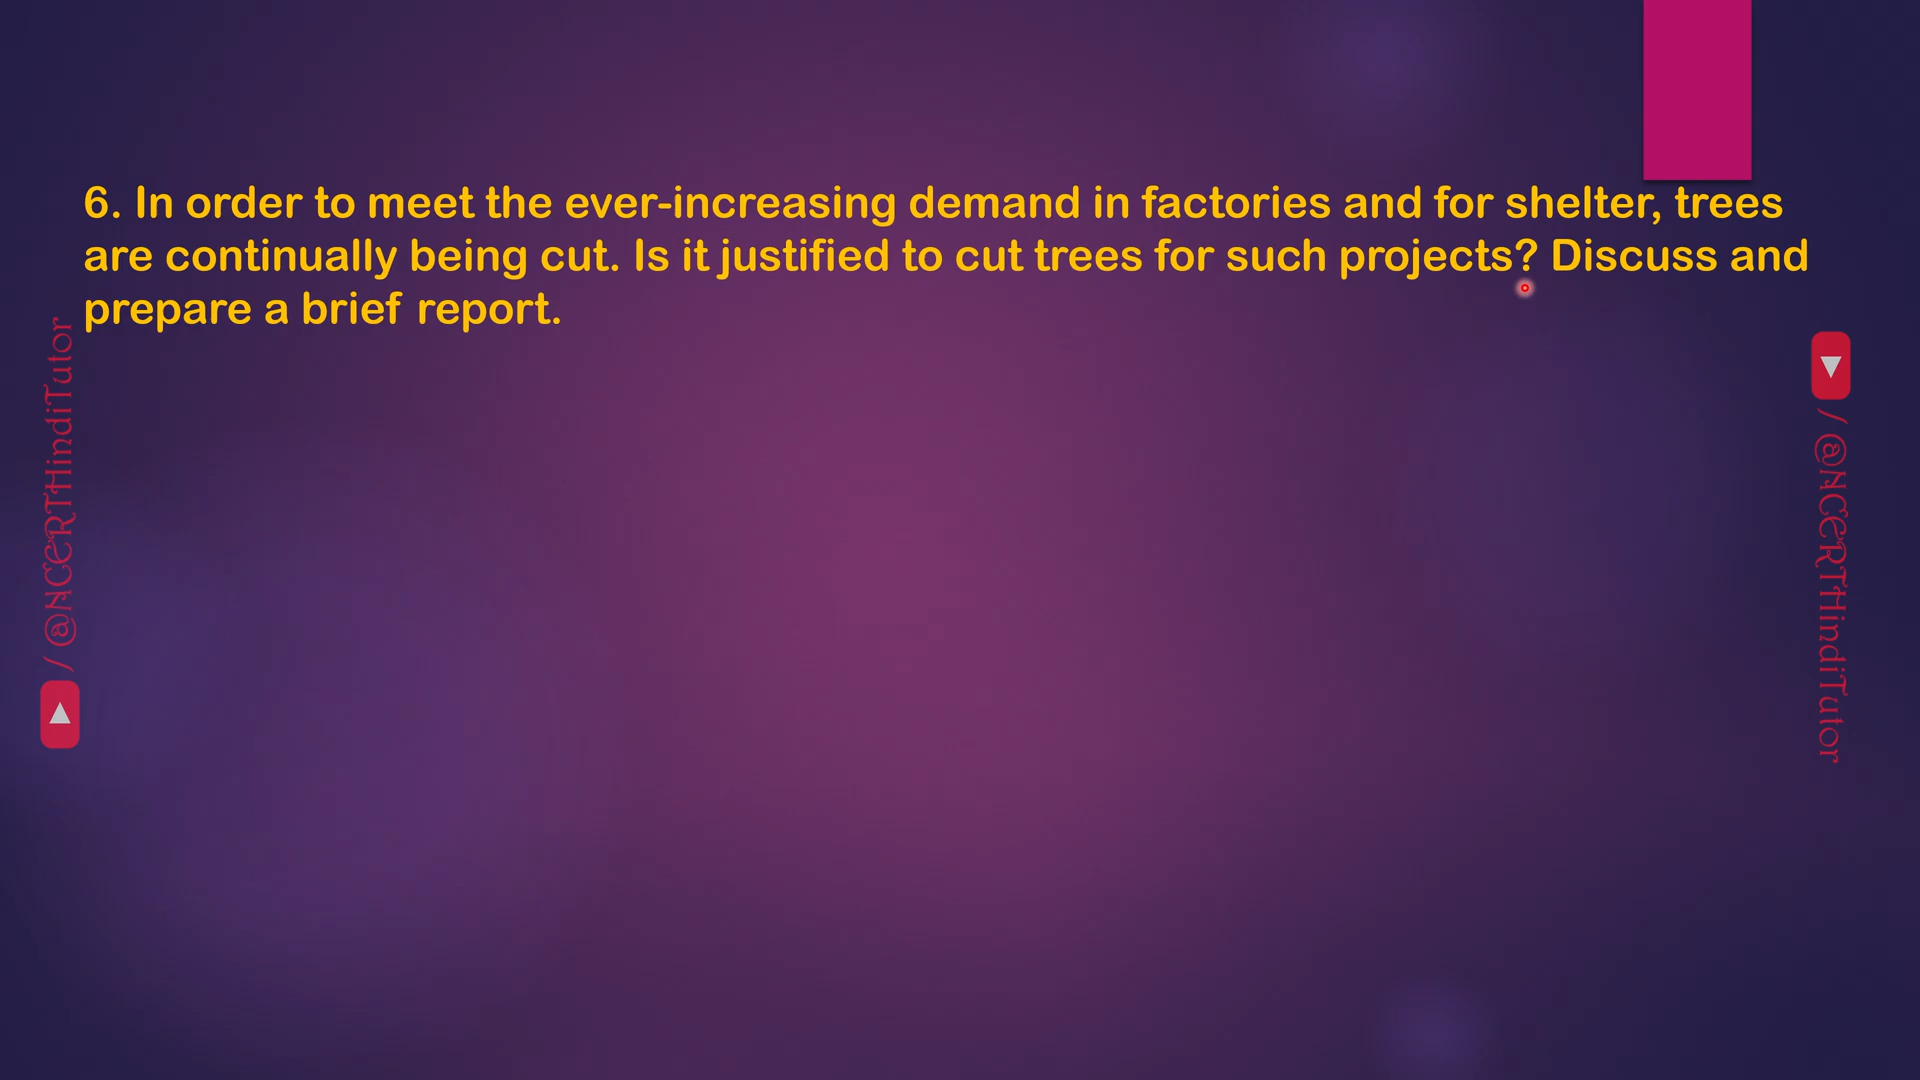 6. In order to meet the ever-increasing demand in factories and for shelter, trees
are continually being cut. Is it justified to cut trees for such projects? Discuss and
prepare a brief report.
/ @NCERTHindiTutor
/ @NCERTHindiTutor